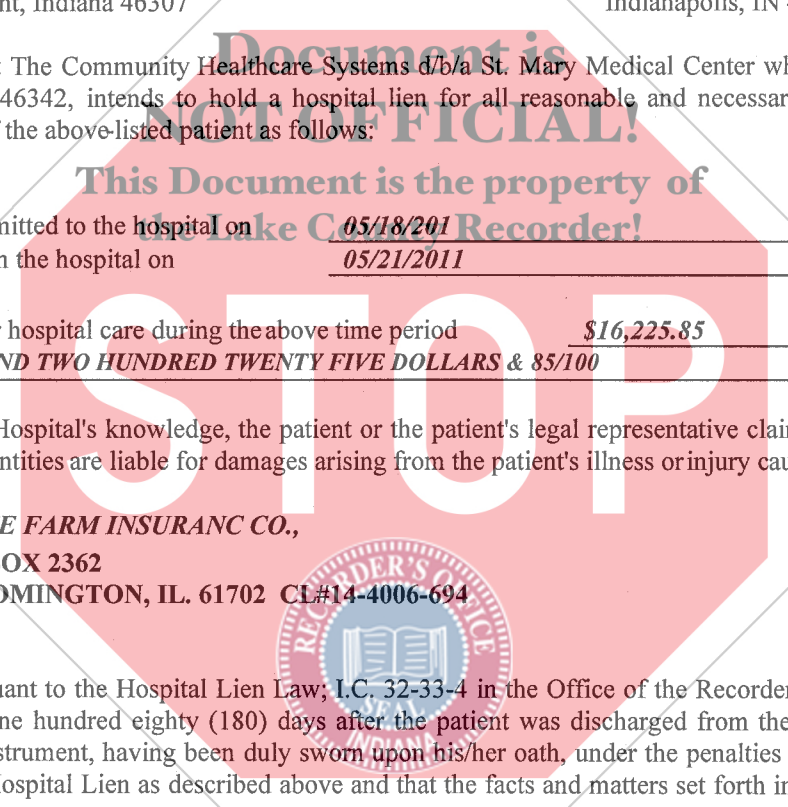 nt, Indiana 46307 Indianapolis, IN
Document is
: The Community Healthcare Systems d/b/a St. Mary Medical Center wh
46342, intends to hold a hospital lien for all reasonable and necessar
NOT OFFICIAL!
f the above-listed patient as follows:
This Document is the property of
the Lake County Recorder!
mitted to the hospital on 05/18/201
n the hospital on 05/21/2011
r hospital care during the above time period $16,225.85
ND TWO HUNDRED TWENTY FIVE DOLLARS & 85/100
STOP
Hospital's knowledge, the patient or the patient's legal representative clai
ntities are liable for damages arising from the patient's illness or injury cau
E FARM INSURANC CO.,
OX 2362
OMINGTON, IL. 61702 CL#14-4006-694
RECORDER'S OFFICE
SEAL
INDIANA
uant to the Hospital Lien Law; I.C. 32-33-4 in the Office of the Recorder
ne hundred eighty (180) days after the patient was discharged from the
strument, having been duly sworn upon his/her oath, under the penalties
Hospital Lien as described above and that the facts and matters set forth in